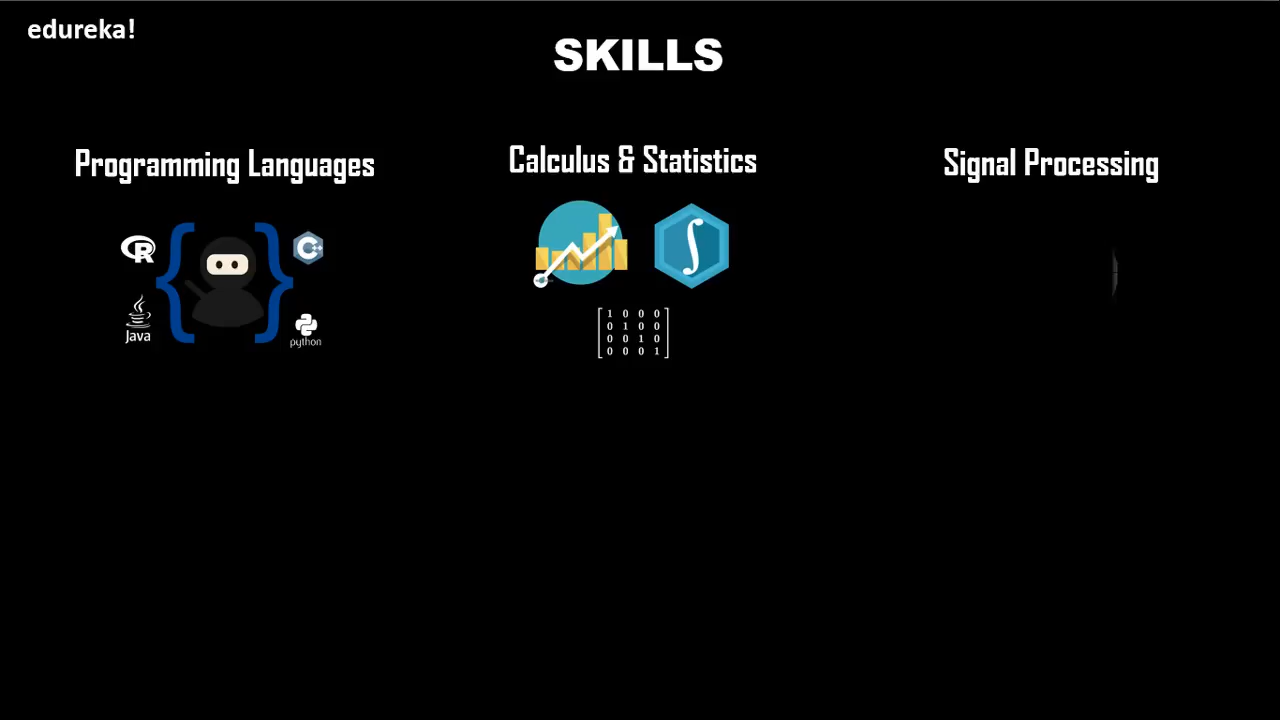 edureka!
SKILLS
Programming Languages
Calculus & Statistics
Signal Processing
R
C++
Java
python
∫
1 0 0 0
0 1 0 0
0 0 1 0
0 0 0 1